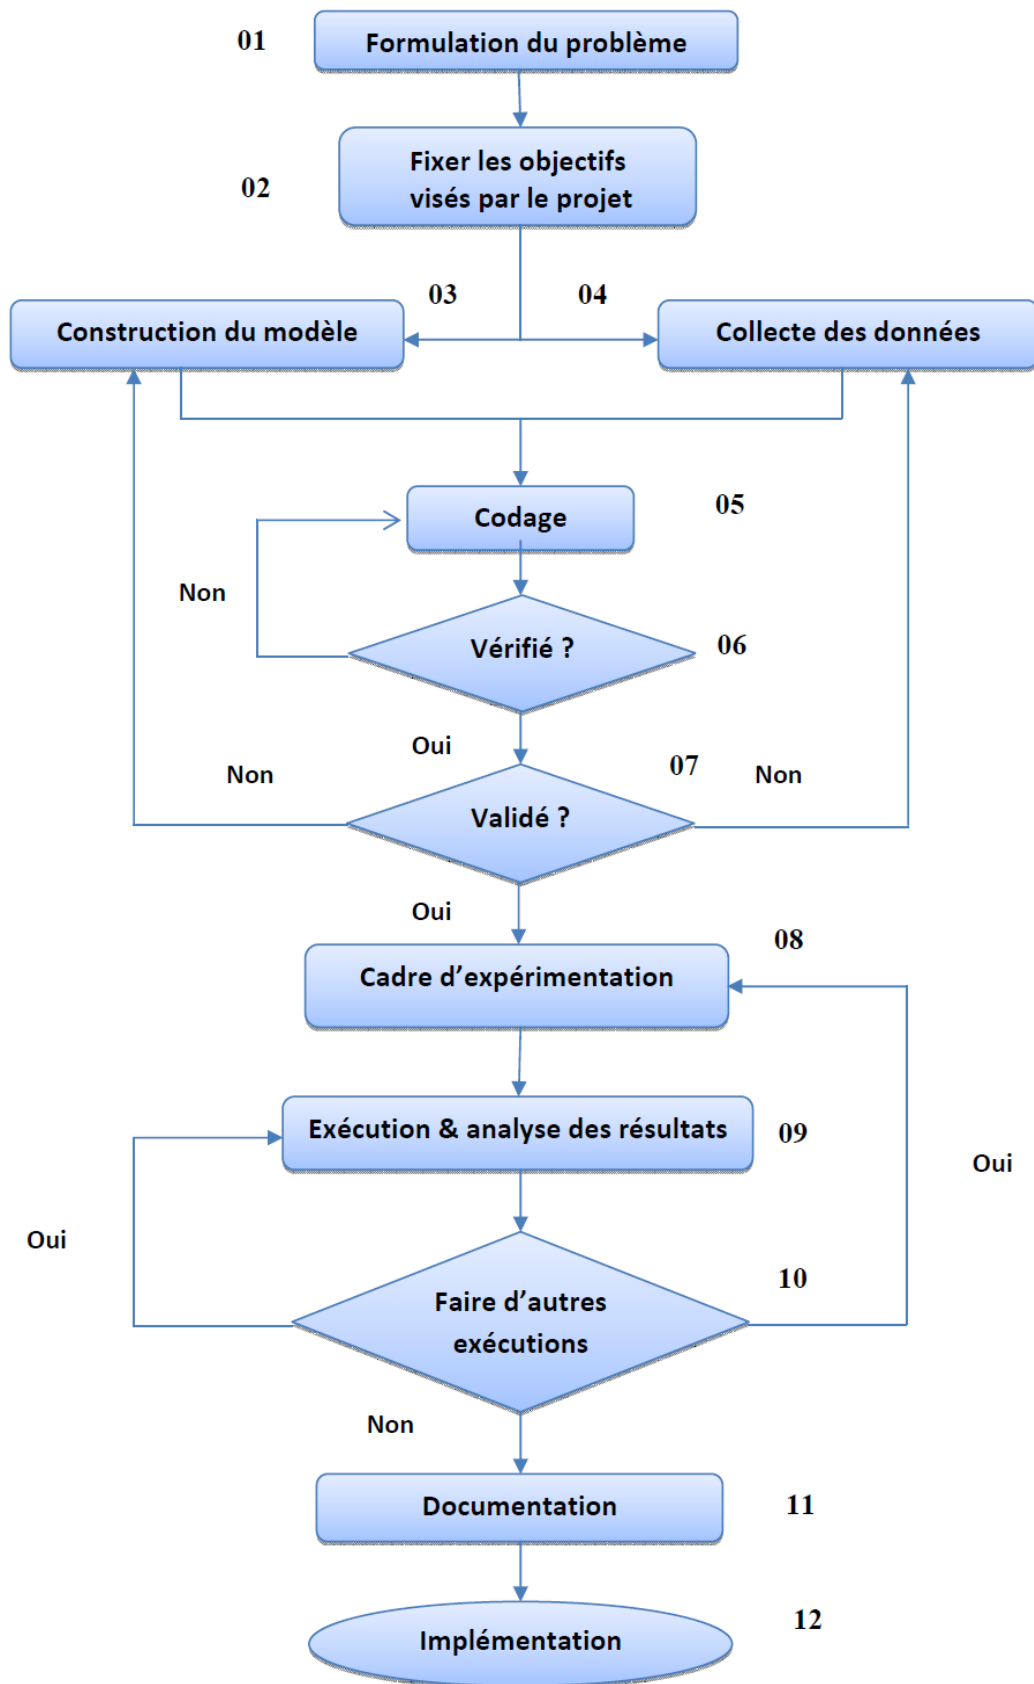 01
Formulation du problème
02
Fixer les objectifs
visés par le projet
03
04
Construction du modèle
Collecte des données
Codage
05
Non
Vérifié ?
06
Oui
Non
07
Non
Validé ?
Oui
08
Cadre d’expérimentation
Exécution & analyse des résultats
09
Oui
Oui
10
Faire d’autres
exécutions
Non
Documentation
11
12
Implémentation